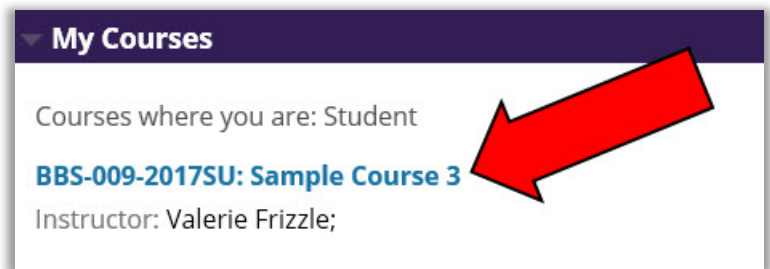 My Courses
Courses where you are: Student
BBS-009-2017SU: Sample Course 3
Instructor: Valerie Frizzle;